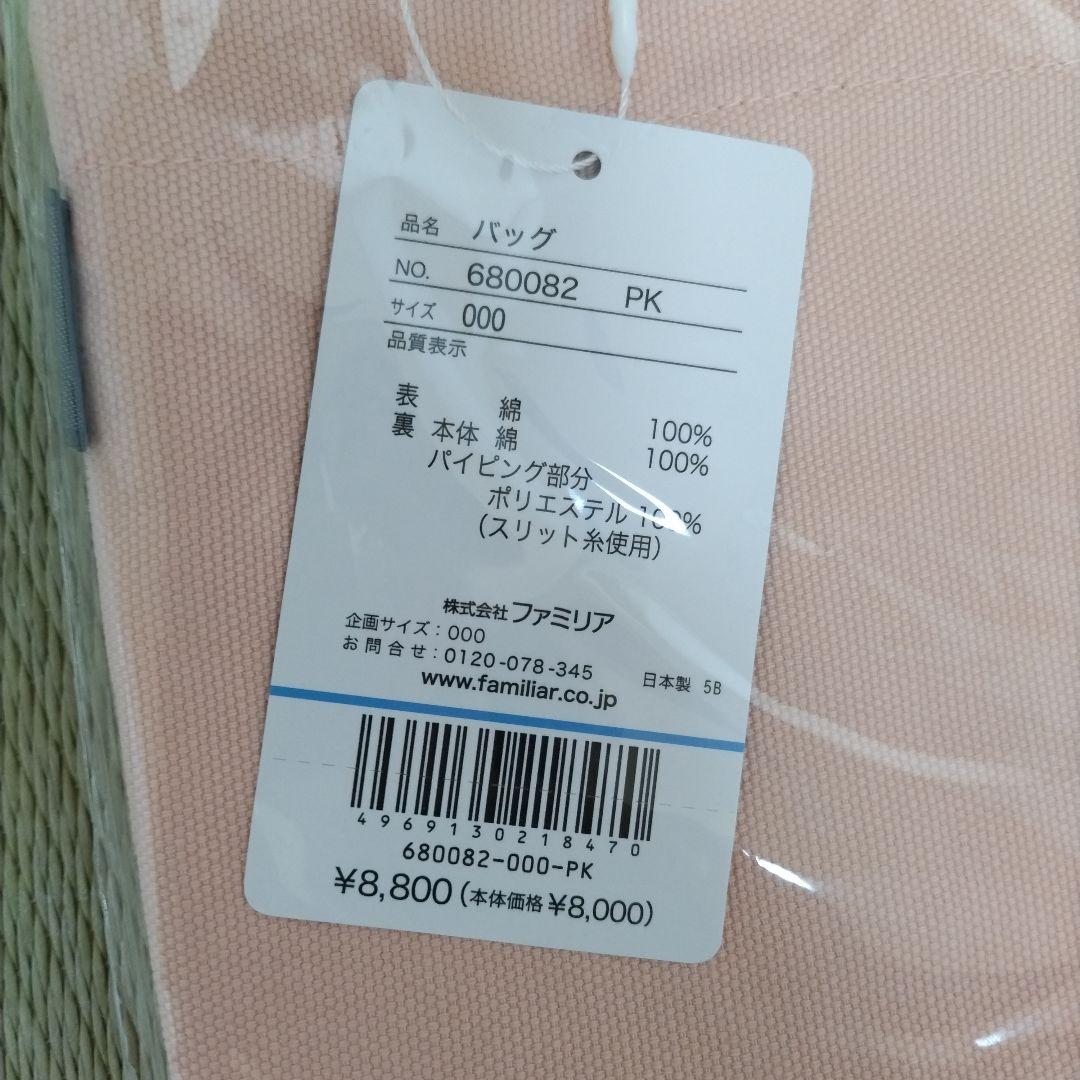 品名 バッグ
NO. 680082 PK
サイズ 000
品質表示
表 綿 100%
裏 本体 綿 100%
パイピング部分
ポリエステル 100%
(スリット糸使用)
株式会社ファミリア
企画サイズ:000
お問合せ:0120-078-345 日本製 5B
www.familiar.co.jp
4969130218470
680082-000-PK
¥8,800(本体価格¥8,000)